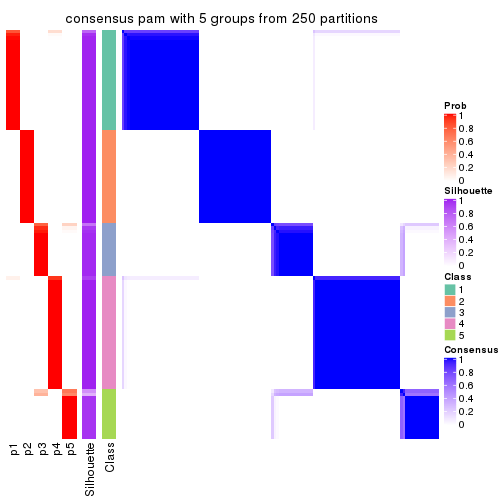 consensus pam with 5 groups from 250 partitions
Prob
1
0.8
0.6
0.4
0.2
0
Silhouette
1
0.8
0.6
0.4
0.2
0
Class
1
2
3
4
5
Consensus
1
0.8
0.6
0.4
0.2
0
p1
p2
p3
p4
p5
Silhouette
Class